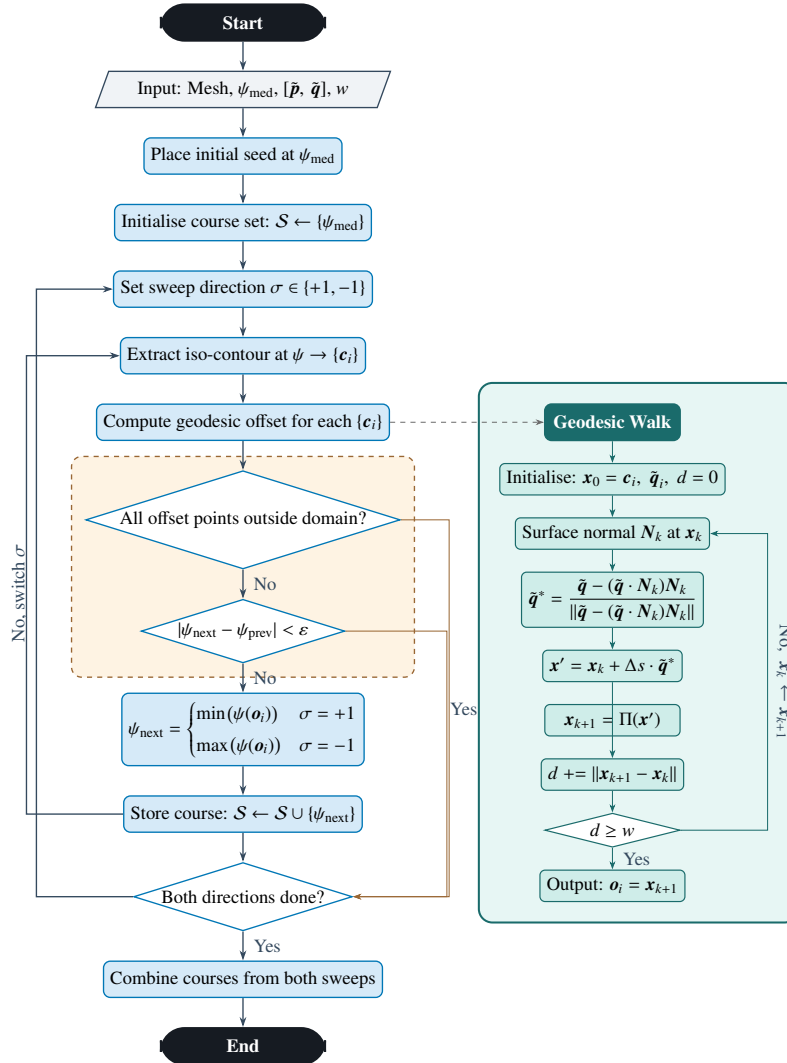 Start
Input: Mesh, ψ_med, [p̃, q̃], w
Place initial seed at ψ_med
Initialise course set: 𝒮 ← {ψ_med}
Set sweep direction σ ∈ {+1, −1}
Extract iso-contour at ψ → {c_i}
Compute geodesic offset for each {c_i}
All offset points outside domain?
No
|ψ_next − ψ_prev| < ε
No
Yes
ψ_next = { min(ψ(o_i)) σ = +1
max(ψ(o_i)) σ = −1
Store course: 𝒮 ← 𝒮 ∪ {ψ_next}
No, switch σ
Both directions done?
Yes
Combine courses from both sweeps
End
Geodesic Walk
Initialise: x_0 = c_i, q̃_i, d = 0
Surface normal N_k at x_k
q̃* = (q̃ − (q̃ · N_k)N_k) / ‖q̃ − (q̃ · N_k)N_k‖
x′ = x_k + Δs · q̃*
x_{k+1} = Π(x′)
d += ‖x_{k+1} − x_k‖
d ≥ w
No, x_k ← x_{k+1}
Yes
Output: o_i = x_{k+1}